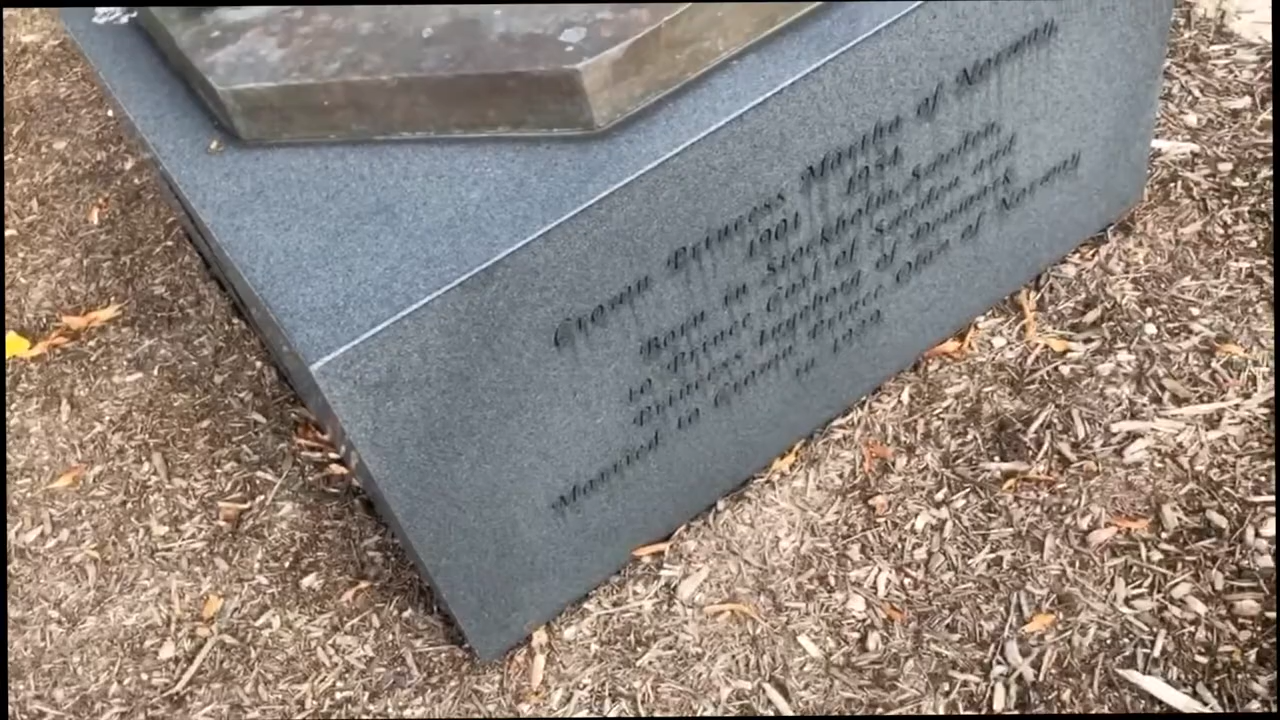 Crown Princess Märtha of Norway
1901 1954
Born in Stockholm, Sweden,
to Prince Carl of Sweden and
Princess Ingeborg of Denmark
Married to Crown Prince Olav of Norway
in 1929